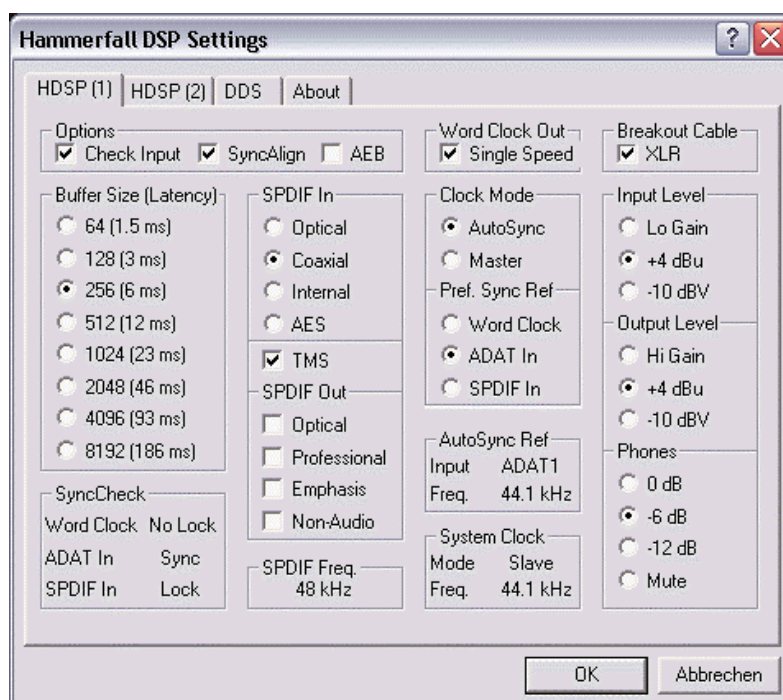 Hammerfall DSP Settings
HDSP (1)
HDSP (2)
DDS
About
Options
Check Input
SyncAlign
AEB
Word Clock Out
Single Speed
Breakout Cable
XLR
Buffer Size (Latency)
64 (1.5 ms)
128 (3 ms)
256 (6 ms)
512 (12 ms)
1024 (23 ms)
2048 (46 ms)
4096 (93 ms)
8192 (186 ms)
SyncCheck
Word Clock No Lock
ADAT In Sync
SPDIF In Lock
SPDIF In
Optical
Coaxial
Internal
AES
TMS
SPDIF Out
Optical
Professional
Emphasis
Non-Audio
SPDIF Freq.
48 kHz
Clock Mode
AutoSync
Master
Pref. Sync Ref
Word Clock
ADAT In
SPDIF In
AutoSync Ref
Input ADAT1
Freq. 44.1 kHz
System Clock
Mode Slave
Freq. 44.1 kHz
Input Level
Lo Gain
+4 dBu
-10 dBV
Output Level
Hi Gain
+4 dBu
-10 dBV
Phones
0 dB
-6 dB
-12 dB
Mute
OK
Abbrechen